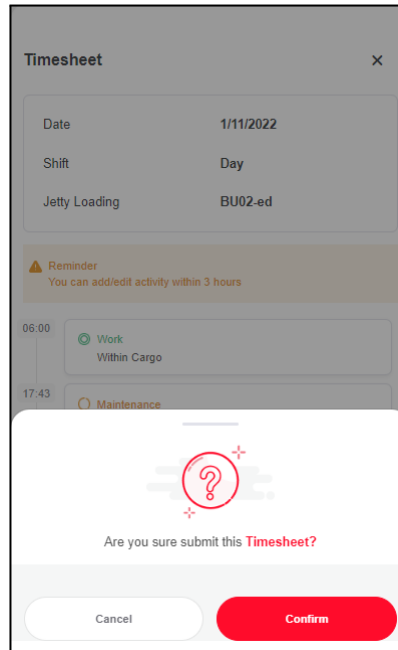 Timesheet ×
Date 1/11/2022
Shift Day
Jetty Loading BU02-ed
Reminder
You can add/edit activity within 3 hours
06:00
Work
Within Cargo
17:43
Maintenance
?
Are you sure submit this Timesheet?
Cancel Confirm